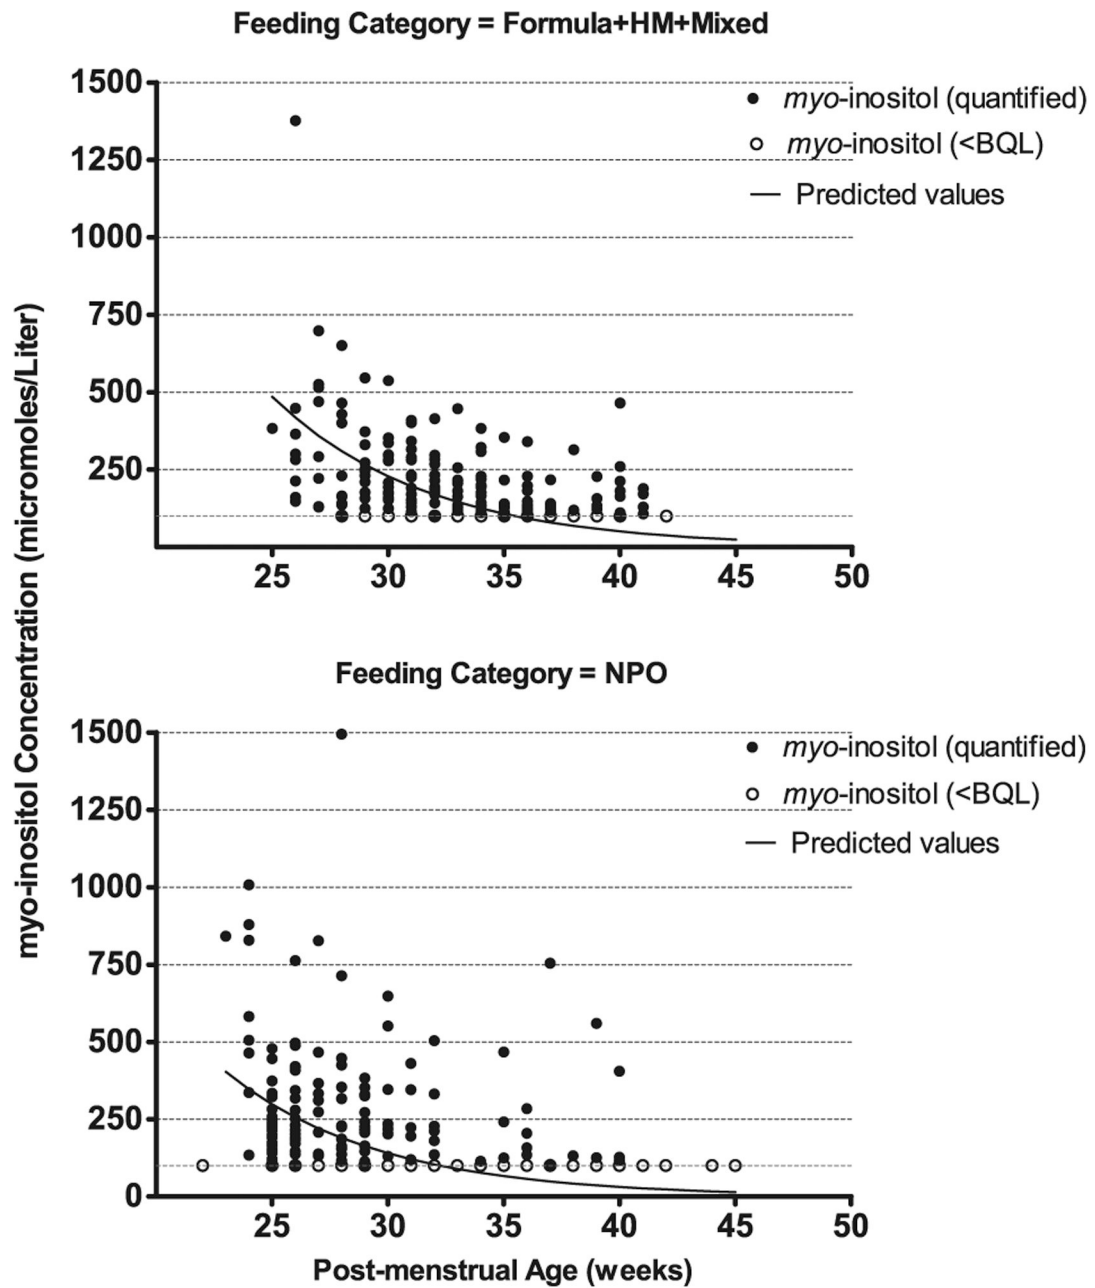 Feeding Category = Formula+HM+Mixed
1500
1250
1000
750
500
250
myo-inositol (quantified)
myo-inositol (<BQL)
Predicted values
25 30 35 40 45 50
myo-inositol Concentration (micromoles/Liter)
Feeding Category = NPO
1500
1250
1000
750
500
250
0
myo-inositol (quantified)
myo-inositol (<BQL)
Predicted values
25 30 35 40 45 50
Post-menstrual Age (weeks)